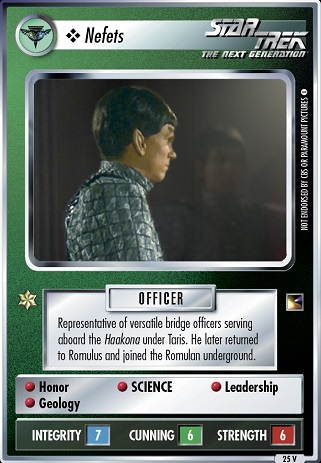 ❖ Nefets
STAR TREK
THE NEXT GENERATION®
NOT ENDORSED BY CBS OR PARAMOUNT PICTURES
OFFICER
Representative of versatile bridge officers serving
aboard the Haakona under Taris. He later returned
to Romulus and joined the Romulan underground.
Honor SCIENCE Leadership
Geology
INTEGRITY 7 CUNNING 6 STRENGTH 6
25 V